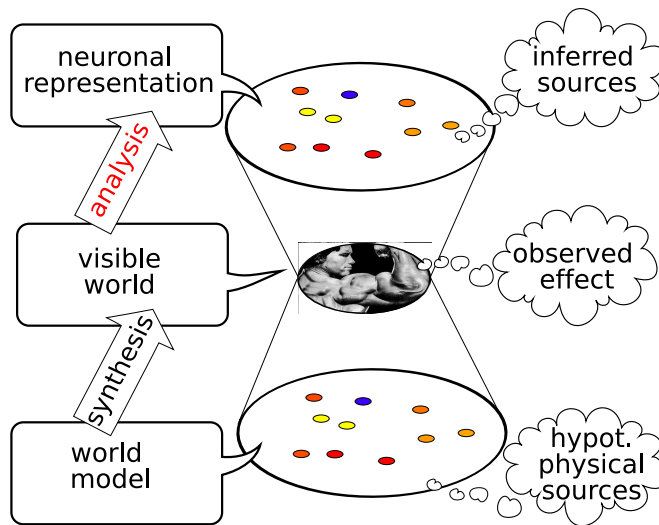 neuronal
representation
inferred
sources
analysis
visible
world
observed
effect
synthesis
world
model
hypot.
physical
sources